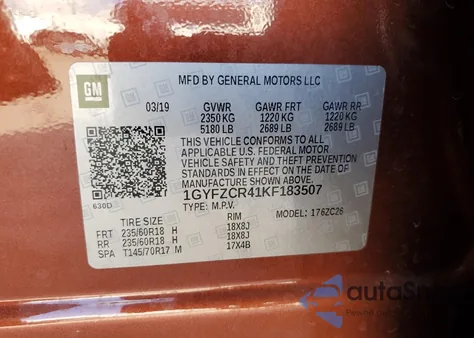 GM
MFD BY GENERAL MOTORS LLC
03/19 GVWR GAWR FRT GAWR RR
2350KG 1220 KG 1220 KG
5180 LB 2689 LB 2689 LB
THIS VEHICLE CONFORMS TO ALL
APPLICABLE U.S. FEDERAL MOTOR
VEHICLE SAFETY AND THEFT PREVENTION
STANDARDS IN EFFECT ON THE DATE OF
MANUFACTURE SHOWN ABOVE.
1GYFZCR41KF183507
630D
TYPE: M.P.V. MODEL: 176ZC26
TIRE SIZE RIM
FRT 235/60R18 H 18X8J
RR 235/60R18 H 18X8J
SPA T145/70R17 M 17X4B